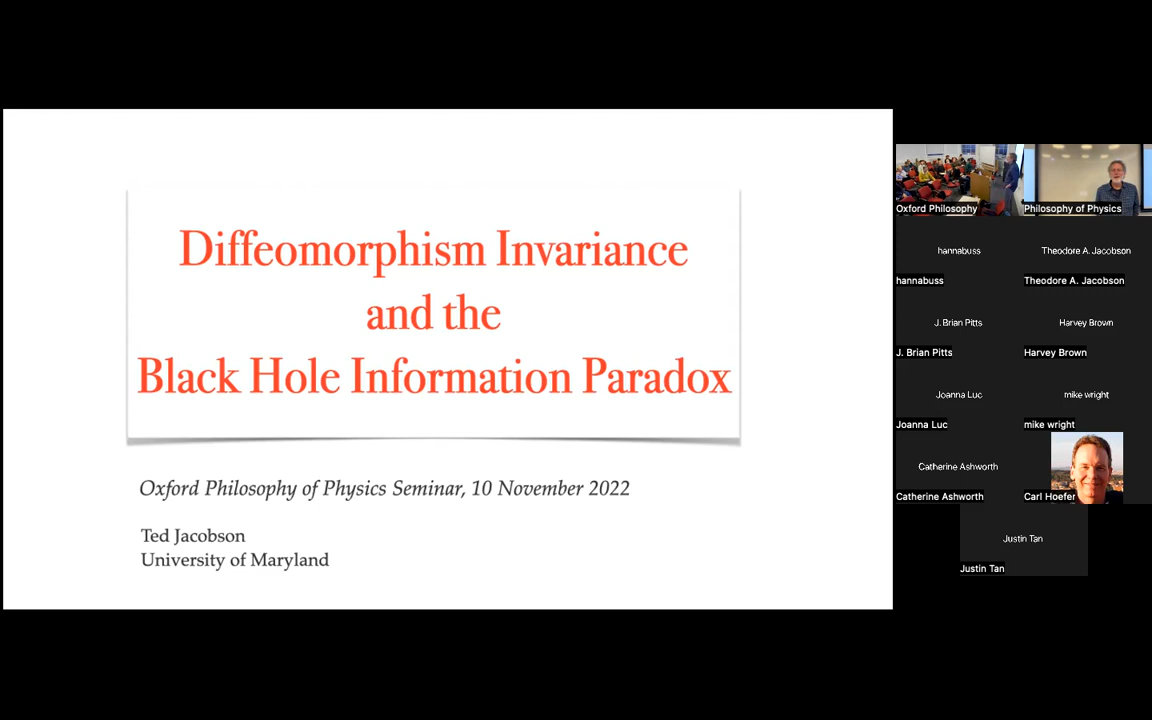 Diffeomorphism Invariance
and the
Black Hole Information Paradox
Oxford Philosophy of Physics Seminar, 10 November 2022
Ted Jacobson
University of Maryland
Oxford Philosophy
Philosophy of Physics
hannabuss
hannabuss
Theodore A. Jacobson
Theodore A. Jacobson
J. Brian Pitts
J. Brian Pitts
Harvey Brown
Harvey Brown
Joanna Luc
Joanna Luc
mike wright
mike wright
Catherine Ashworth
Catherine Ashworth
Carl Hoefer
Justin Tan
Justin Tan